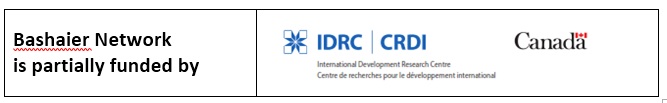 Bashaier Network
is partially funded by
IDRC | CRDI
Canada
International Development Research Centre
Centre de recherches pour le développement international